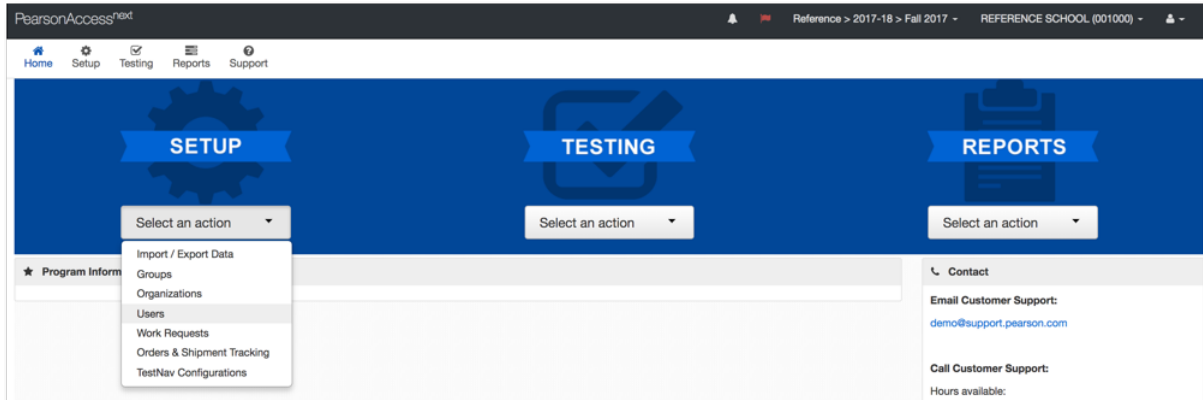 PearsonAccessnext
Reference > 2017-18 > Fall 2017
REFERENCE SCHOOL (001000)
Home Setup Testing Reports Support
SETUP
TESTING
REPORTS
Select an action
Select an action
Select an action
Import / Export Data
Groups
Organizations
Users
Work Requests
Orders & Shipment Tracking
TestNav Configurations
Program Inform
Contact
Email Customer Support:
demo@support.pearson.com
Call Customer Support:
Hours available: